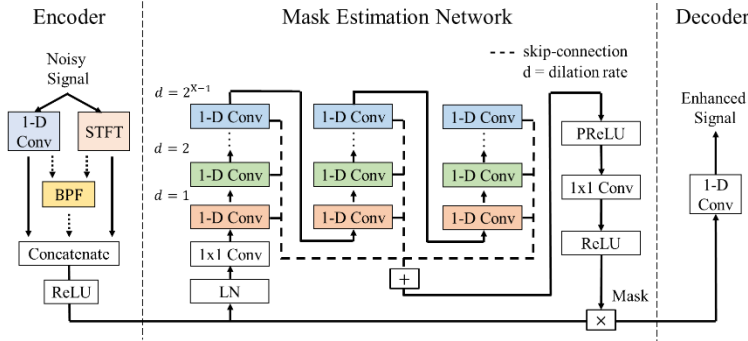 Encoder
Mask Estimation Network
Decoder
Noisy
Signal
1-D
Conv
STFT
BPF
Concatenate
ReLU
d = 2^{X−1}
d = 2
d = 1
1-D Conv
⋮
1-D Conv
1-D Conv
1x1 Conv
LN
1-D Conv
⋮
1-D Conv
1-D Conv
+
1-D Conv
⋮
1-D Conv
1-D Conv
skip-connection
d = dilation rate
PReLU
1x1 Conv
ReLU
Mask
×
Enhanced
Signal
1-D
Conv